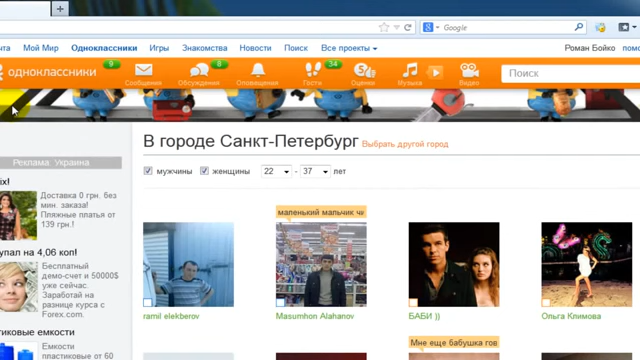 Google
чта Мой Мир Одноклассники Игры Знакомства Новости Поиск Все проекты Роман Бойко помо
одноклассники 9 Сообщения Обсуждения 8 Оповещения Гости 34 Оценки Музыка Видео Поиск
В городе Санкт-Петербург Выбрать другой город
мужчины женщины 22 - 37 лет
Реклама: Украина
ix!
Доставка 0 грн. без
мин. заказа!
Пляжные платья от
139 грн.!
упал на 4,06 коп!
Бесплатный
демо-счет и 50000$
уже сейчас.
Заработай на
разнице курса с
Forex.com.
тиковые емкости
Емкости
пластиковые от 60
маленький мальчик чи
ramil elekberov
Masumhon Alahanov
БАБИ ))
Ольга Климова
Мне еще бабушка гов